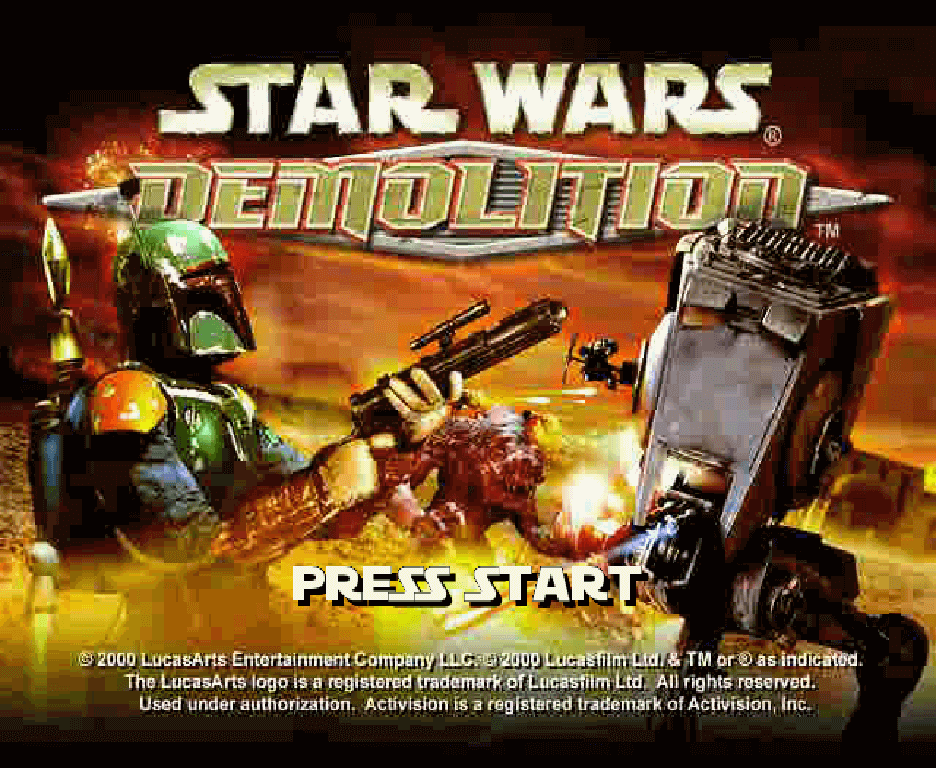 STAR WARS®
DEMOLITION™
PRESS START
© 2000 LucasArts Entertainment Company LLC. © 2000 Lucasfilm Ltd. & TM or ® as indicated.
The LucasArts logo is a registered trademark of Lucasfilm Ltd. All rights reserved.
Used under authorization. Activision is a registered trademark of Activision, Inc.